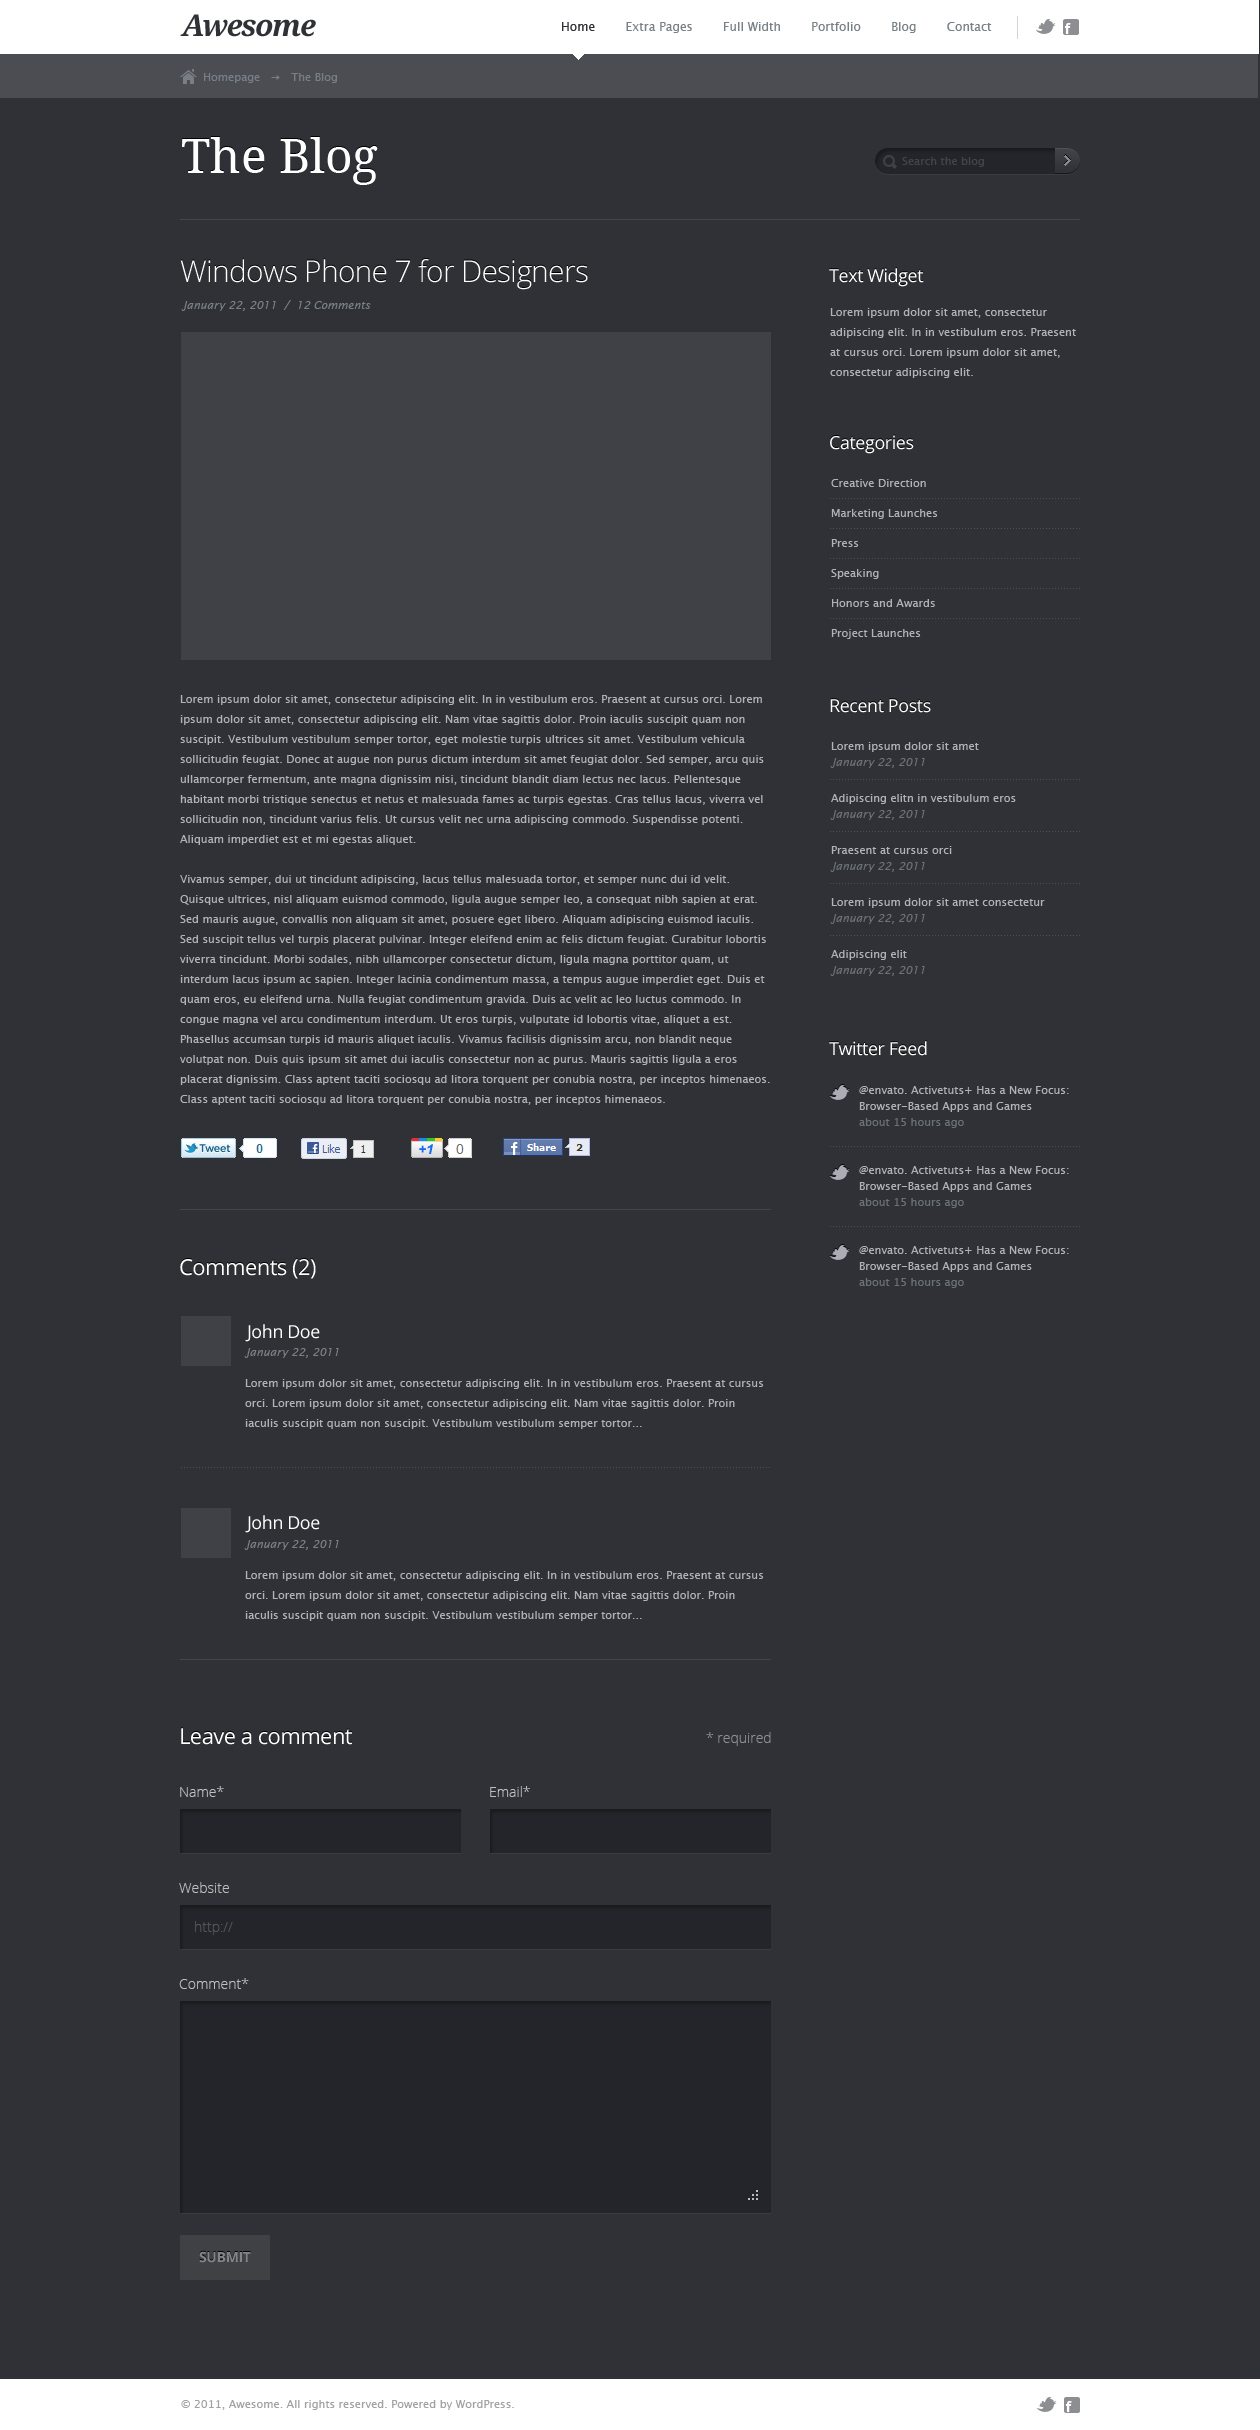 Awesome
Home Extra Pages Full Width Portfolio Blog Contact
Homepage → The Blog
The Blog
Search the blog
Windows Phone 7 for Designers
January 22, 2011 / 12 Comments
Lorem ipsum dolor sit amet, consectetur adipiscing elit. In in vestibulum eros. Praesent at cursus orci. Lorem
ipsum dolor sit amet, consectetur adipiscing elit. Nam vitae sagittis dolor. Proin iaculis suscipit quam non
suscipit. Vestibulum vestibulum semper tortor, eget molestie turpis ultrices sit amet. Vestibulum vehicula
sollicitudin feugiat. Donec at augue non purus dictum interdum sit amet feugiat dolor. Sed semper, arcu quis
ullamcorper fermentum, ante magna dignissim nisi, tincidunt blandit diam lectus nec lacus. Pellentesque
habitant morbi tristique senectus et netus et malesuada fames ac turpis egestas. Cras tellus lacus, viverra vel
sollicitudin non, tincidunt varius felis. Ut cursus velit nec urna adipiscing commodo. Suspendisse potenti.
Aliquam imperdiet est et mi egestas aliquet.
Vivamus semper, dui ut tincidunt adipiscing, lacus tellus malesuada tortor, et semper nunc dui id velit.
Quisque ultrices, nisl aliquam euismod commodo, ligula augue semper leo, a consequat nibh sapien at erat.
Sed mauris augue, convallis non aliquam sit amet, posuere eget libero. Aliquam adipiscing euismod iaculis.
Sed suscipit tellus vel turpis placerat pulvinar. Integer eleifend enim ac felis dictum feugiat. Curabitur lobortis
viverra tincidunt. Morbi sodales, nibh ullamcorper consectetur dictum, ligula magna porttitor quam, ut
interdum lacus ipsum ac sapien. Integer lacinia condimentum massa, a tempus augue imperdiet eget. Duis et
quam eros, eu eleifend urna. Nulla feugiat condimentum gravida. Duis ac velit ac leo luctus commodo. In
congue magna vel arcu condimentum interdum. Ut eros turpis, vulputate id lobortis vitae, aliquet a est.
Phasellus accumsan turpis id mauris aliquet iaculis. Vivamus facilisis dignissim arcu, non blandit neque
volutpat non. Duis quis ipsum sit amet dui iaculis consectetur non ac purus. Mauris sagittis ligula a eros
placerat dignissim. Class aptent taciti sociosqu ad litora torquent per conubia nostra, per inceptos himenaeos.
Class aptent taciti sociosqu ad litora torquent per conubia nostra, per inceptos himenaeos.
Tweet 0 Like 1 +1 0 Share 2
Comments (2)
John Doe
January 22, 2011
Lorem ipsum dolor sit amet, consectetur adipiscing elit. In in vestibulum eros. Praesent at cursus
orci. Lorem ipsum dolor sit amet, consectetur adipiscing elit. Nam vitae sagittis dolor. Proin
iaculis suscipit quam non suscipit. Vestibulum vestibulum semper tortor...
John Doe
January 22, 2011
Lorem ipsum dolor sit amet, consectetur adipiscing elit. In in vestibulum eros. Praesent at cursus
orci. Lorem ipsum dolor sit amet, consectetur adipiscing elit. Nam vitae sagittis dolor. Proin
iaculis suscipit quam non suscipit. Vestibulum vestibulum semper tortor...
Leave a comment
* required
Name*
Email*
Website
http://
Comment*
SUBMIT
Text Widget
Lorem ipsum dolor sit amet, consectetur
adipiscing elit. In in vestibulum eros. Praesent
at cursus orci. Lorem ipsum dolor sit amet,
consectetur adipiscing elit.
Categories
Creative Direction
Marketing Launches
Press
Speaking
Honors and Awards
Project Launches
Recent Posts
Lorem ipsum dolor sit amet
January 22, 2011
Adipiscing elitn in vestibulum eros
January 22, 2011
Praesent at cursus orci
January 22, 2011
Lorem ipsum dolor sit amet consectetur
January 22, 2011
Adipiscing elit
January 22, 2011
Twitter Feed
@envato. Activetuts+ Has a New Focus:
Browser-Based Apps and Games
about 15 hours ago
@envato. Activetuts+ Has a New Focus:
Browser-Based Apps and Games
about 15 hours ago
@envato. Activetuts+ Has a New Focus:
Browser-Based Apps and Games
about 15 hours ago
© 2011, Awesome. All rights reserved. Powered by WordPress.